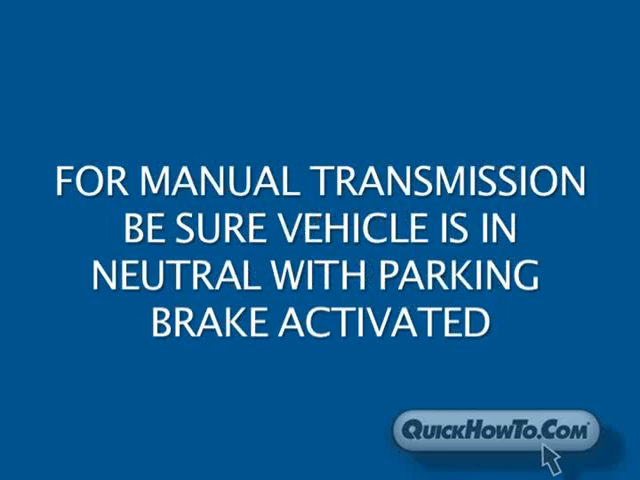 FOR MANUAL TRANSMISSION
BE SURE VEHICLE IS IN
NEUTRAL WITH PARKING
BRAKE ACTIVATED
QUICKHOWTO.COM